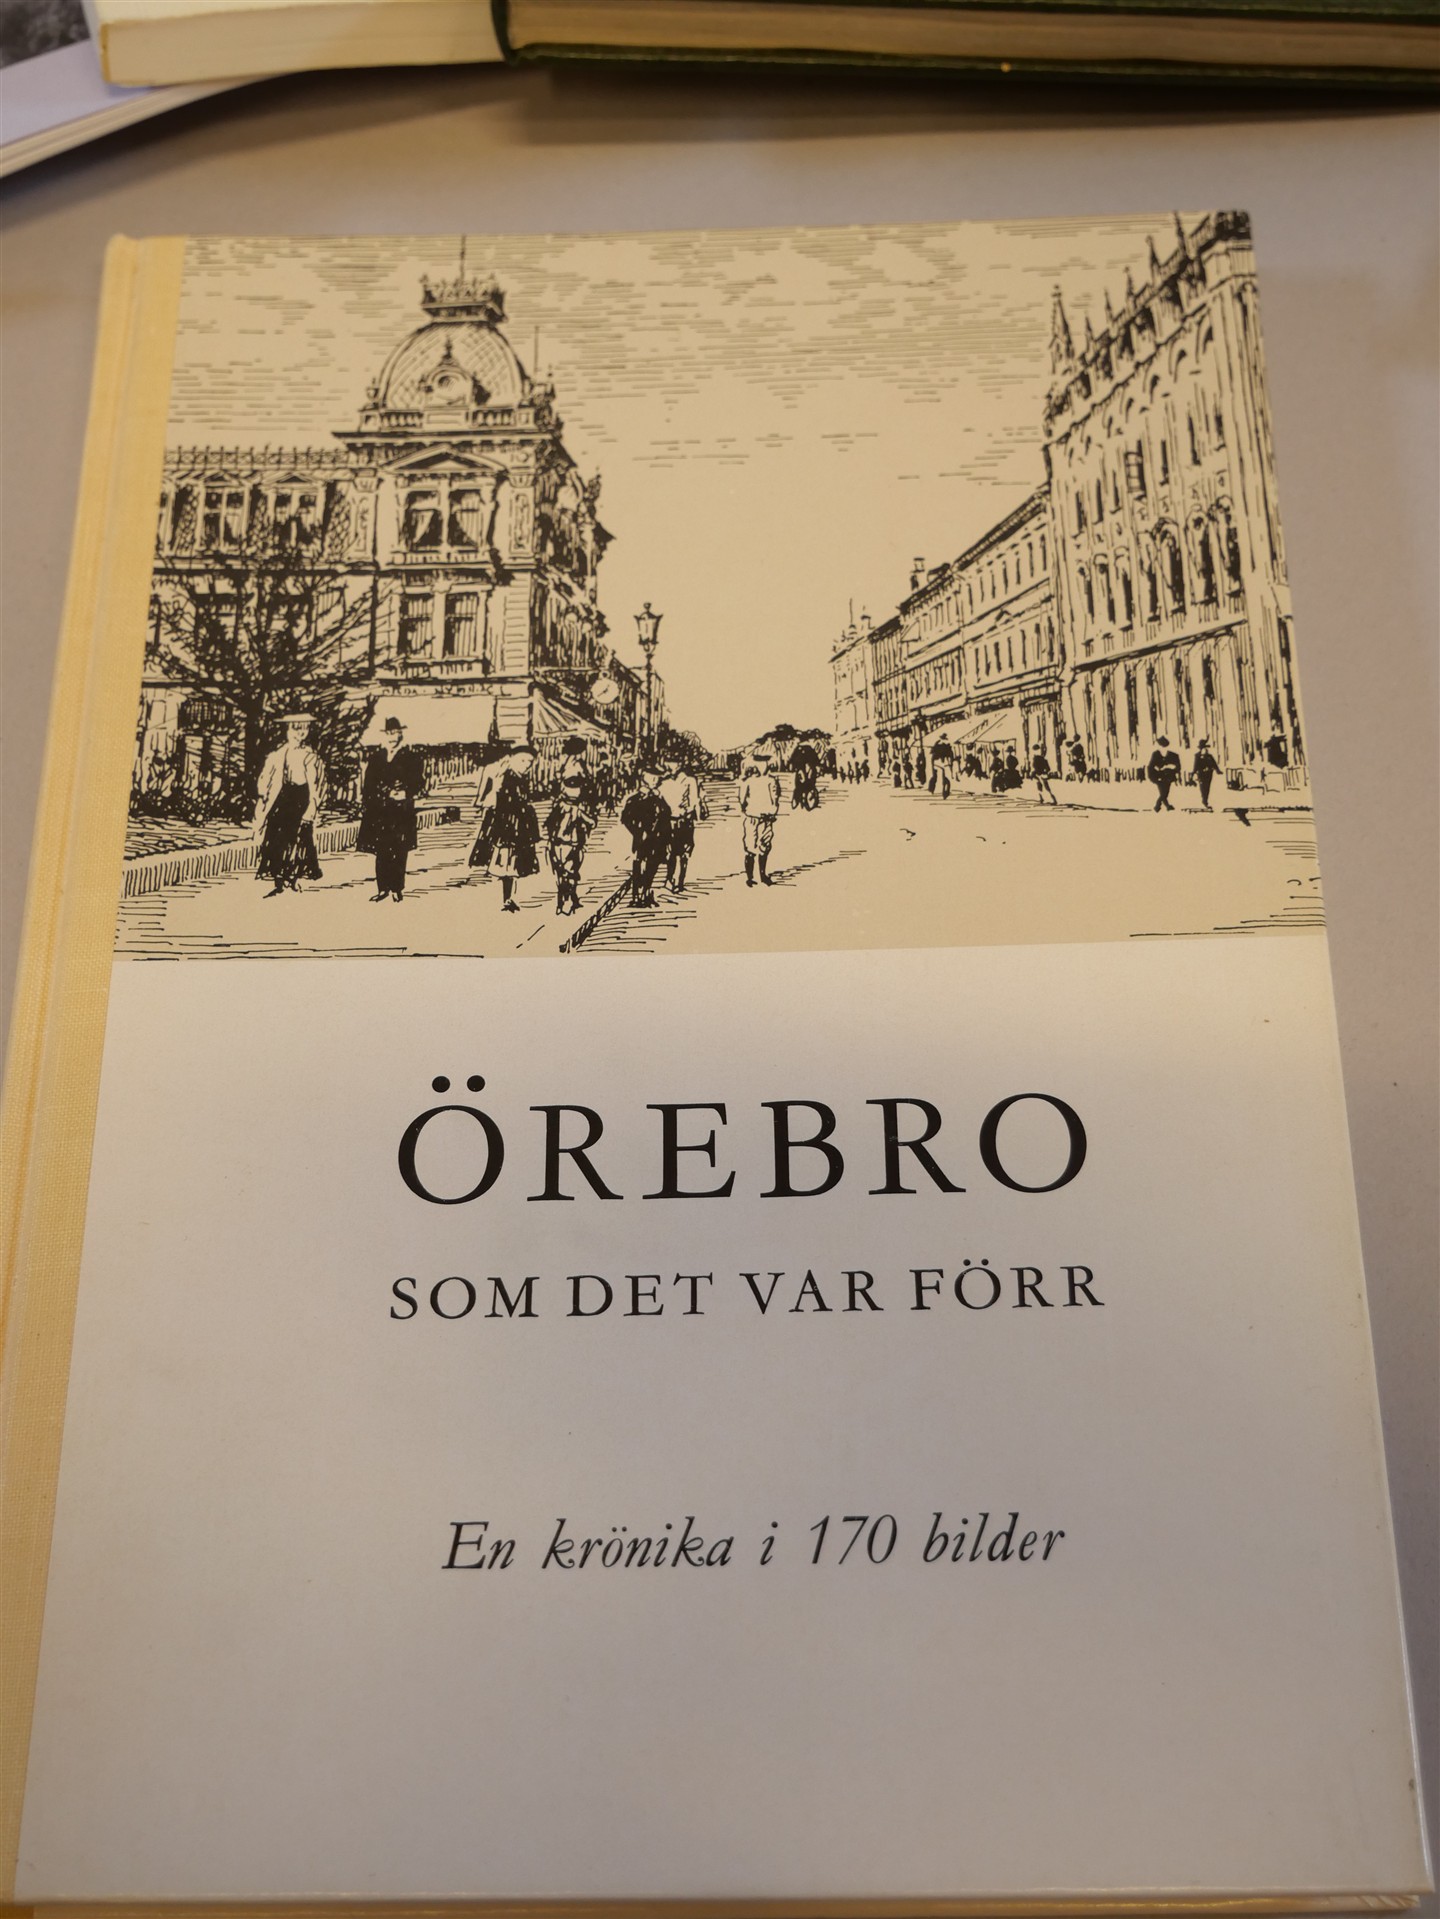 ÖREBRO
SOM DET VAR FÖRR
En krönika i 170 bilder